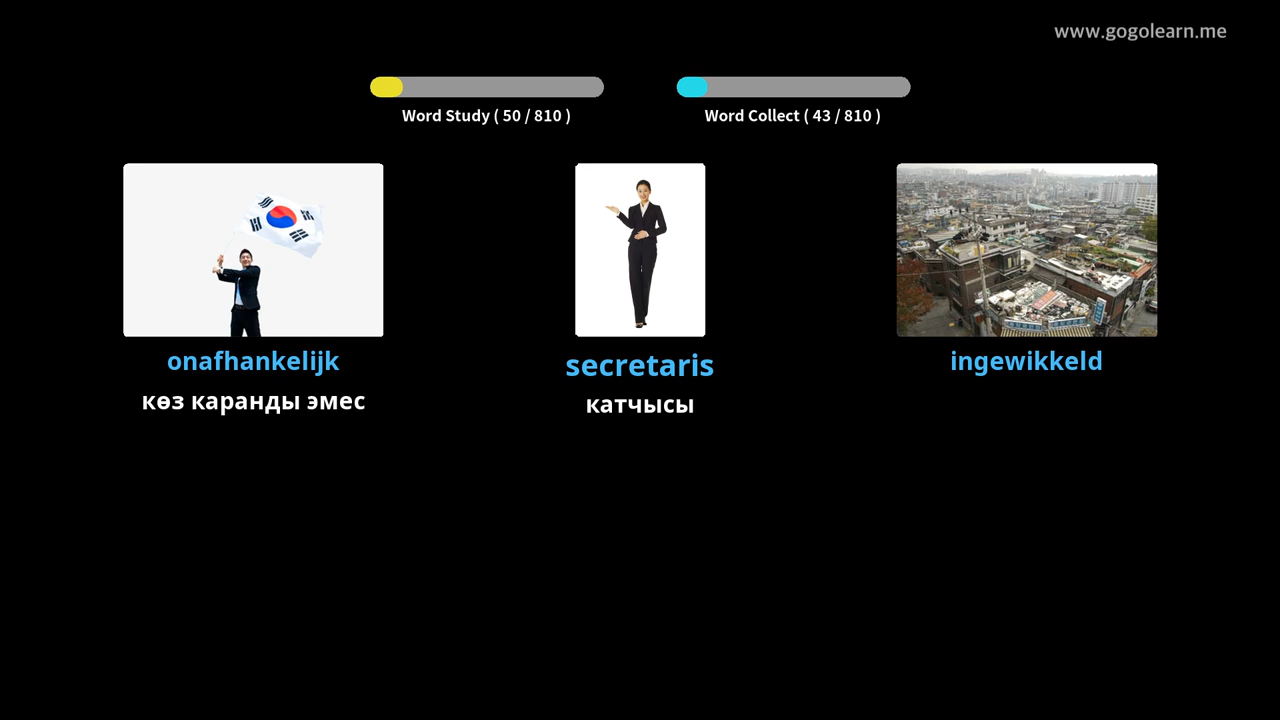 www.gogolearn.me
Word Study ( 50 / 810 )
Word Collect ( 43 / 810 )
onafhankelijk
көз каранды эмес
secretaris
катчысы
ingewikkeld